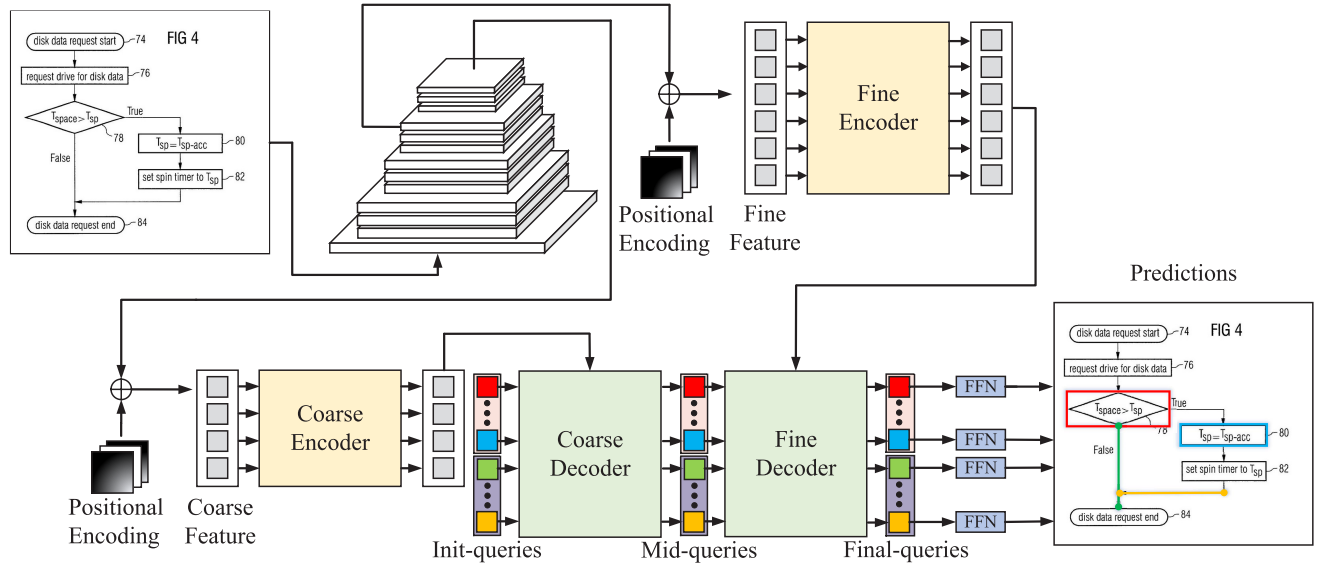 disk data request start
74
FIG 4
request drive for disk data
76
Tspace> Tsp
True
78
Tsp=Tsp-acc
80
False
set spin timer to Tsp
82
disk data request end
84
Positional
Encoding
Fine
Feature
Fine
Encoder
Predictions
Positional
Encoding
Coarse
Feature
Coarse
Encoder
Init-queries
Coarse
Decoder
Mid-queries
Fine
Decoder
Final-queries
FFN
FFN
FFN
FFN
disk data request start
74
FIG 4
request drive for disk data
76
Tspace> Tsp
True
78
Tsp=Tsp-acc
80
False
set spin timer to Tsp
82
disk data request end
84